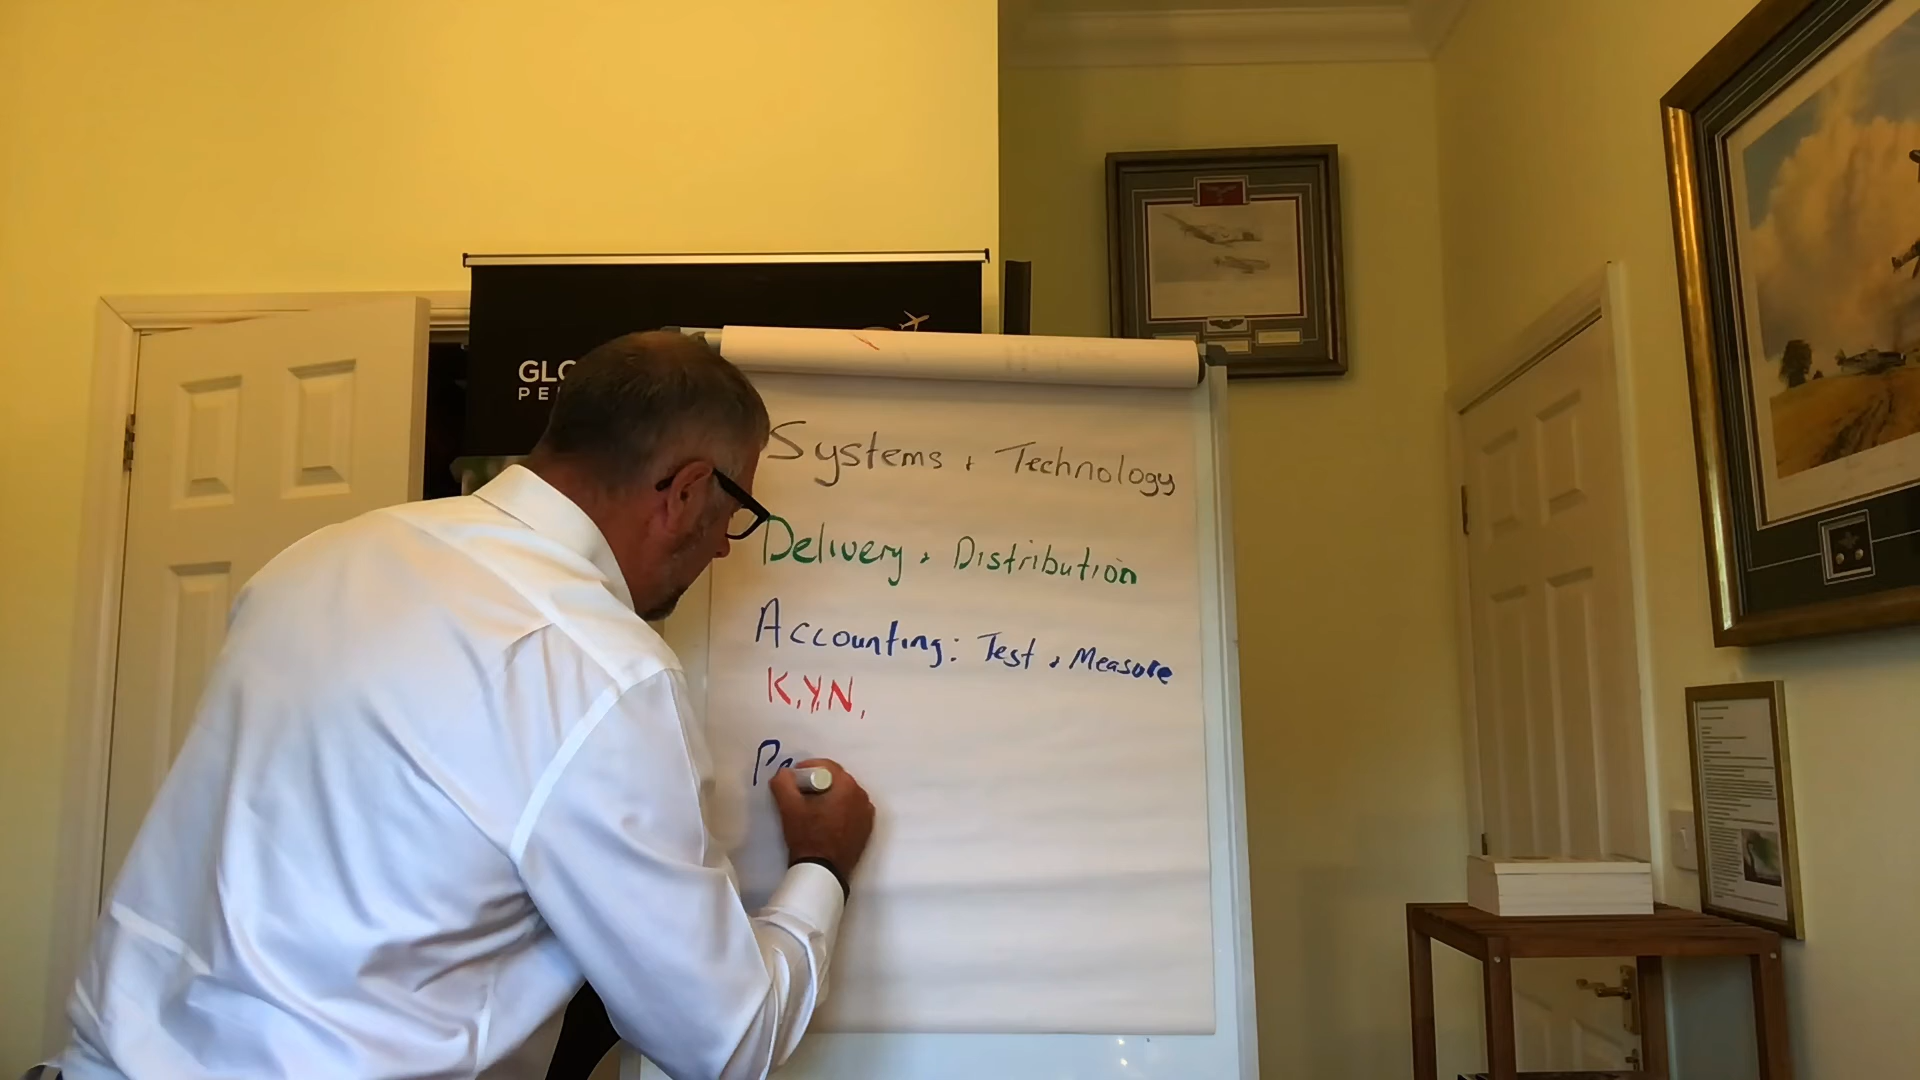 Systems + Technology
Delivery + Distribution
Accounting: Test + Measure
K.Y.N.